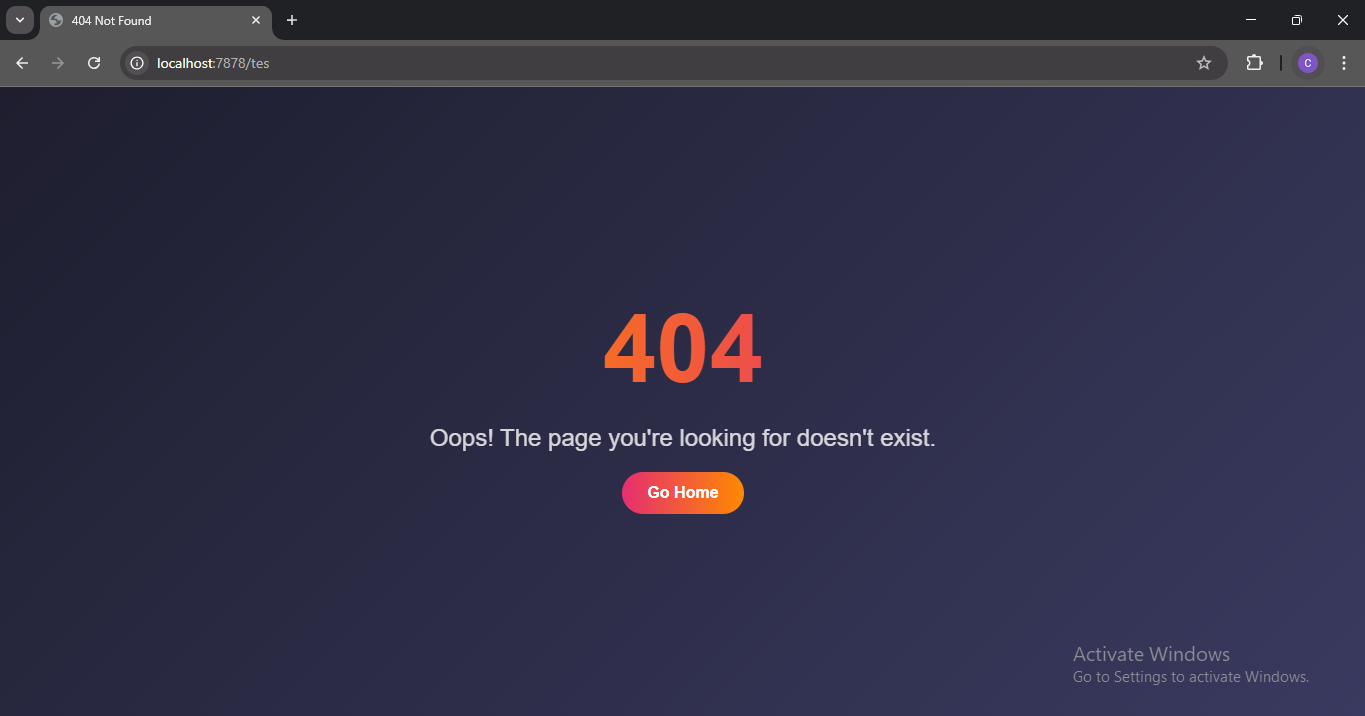 404 Not Found
localhost:7878/tes
C
404
Oops! The page you're looking for doesn't exist.
Go Home
Activate Windows
Go to Settings to activate Windows.